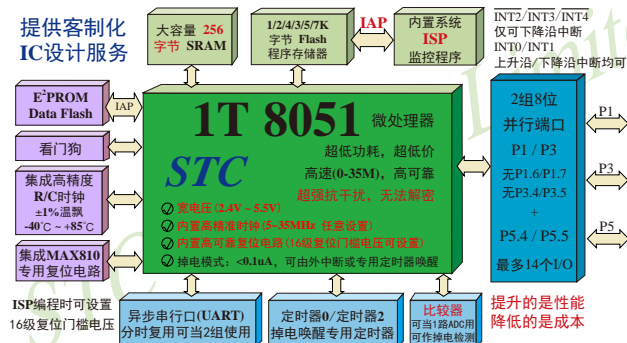 提供客制化
IC设计服务
大容量 256
字节 SRAM
1/2/4/3/5/7K
字节 Flash
程序存储器
IAP
内置系统
ISP
监控程序
INT2/INT3/INT4
仅可下降沿中断
INT0/INT1
上升沿/下降沿中断均可
E²PROM
Data Flash
IAP
看门狗
集成高精度
R/C时钟
±1%温飘
-40℃ ~ +85℃
集成MAX810
专用复位电路
ISP编程时可设置
16级复位门槛电压
1T 8051 微处理器
STC
超低功耗，超低价
高速(0-35M)，高可靠
超强抗干扰，无法解密
宽电压(2.4V ~ 5.5V)
内置高精准时钟(5~35MHz 任意设置)
内置高可靠复位电路(16级复位门槛电压可设置)
掉电模式：<0.1uA，可由外中断或专用定时器唤醒
2组8位
并行端口
P1 / P3
无P1.6/P1.7
无P3.4/P3.5
+
P5.4 / P5.5
最多14个I/O
P1
P3
P5
异步串行口(UART)
分时复用可当2组使用
定时器0/定时器2
掉电唤醒专用定时器
比较器
可当1路ADC用
可作掉电检测
提升的是性能
降低的是成本
STC
Limited